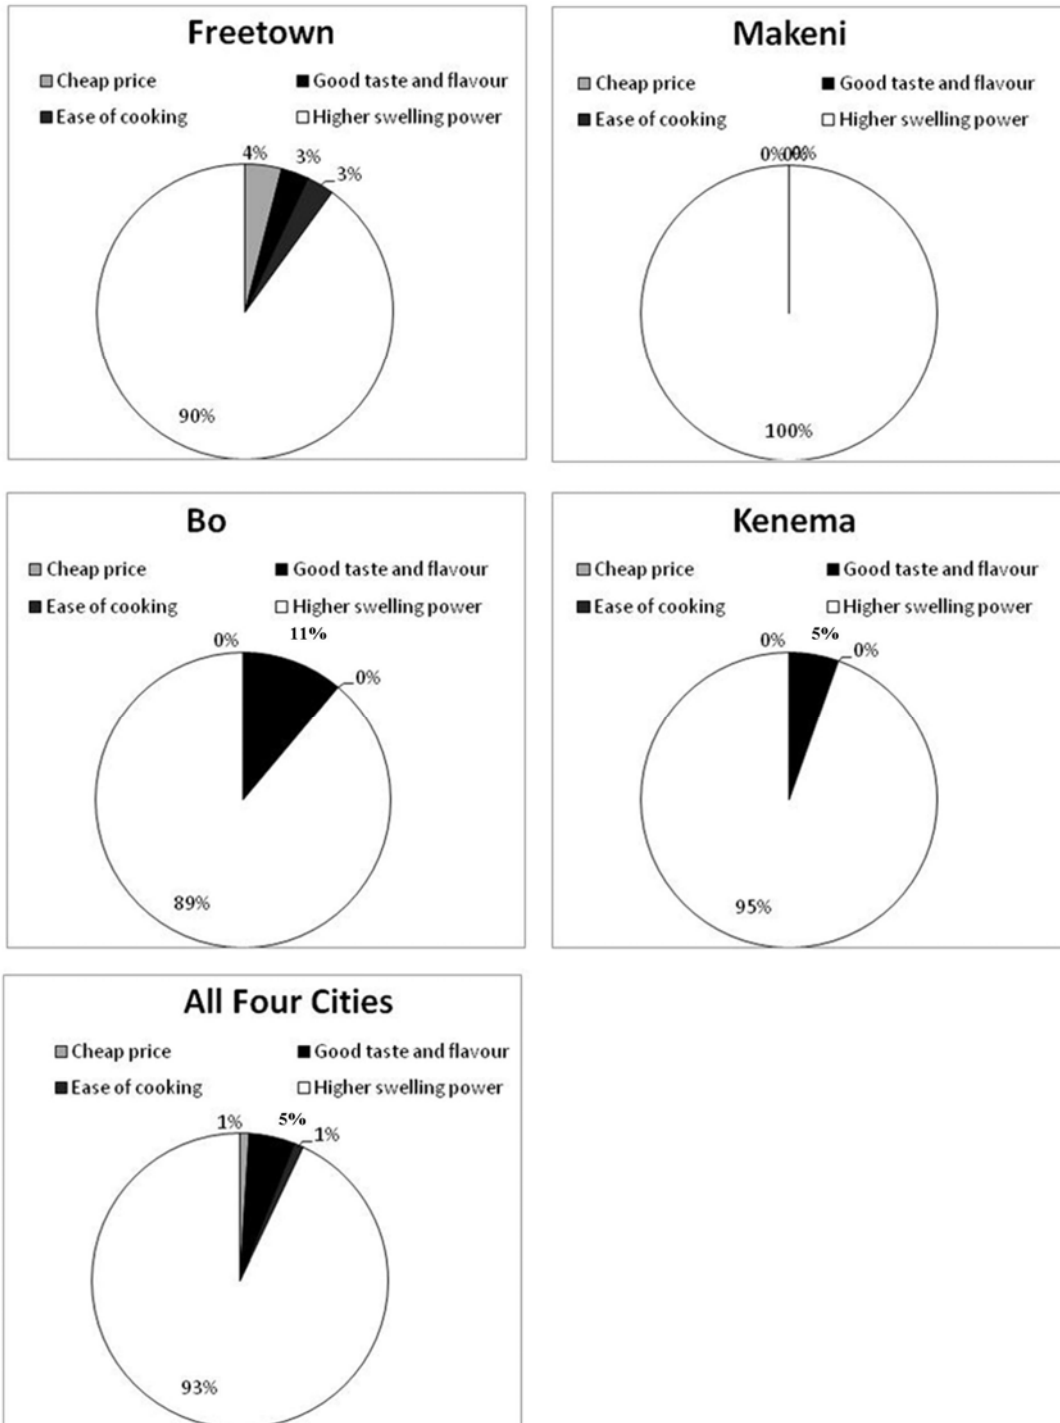 Freetown
Cheap price Good taste and flavour
Ease of cooking Higher swelling power
4% 3% 3%
90%
Makeni
Cheap price Good taste and flavour
Ease of cooking Higher swelling power
0% 0% 0%
100%
Bo
Cheap price Good taste and flavour
Ease of cooking Higher swelling power
0% 11% 0%
89%
Kenema
Cheap price Good taste and flavour
Ease of cooking Higher swelling power
0% 5% 0%
95%
All Four Cities
Cheap price Good taste and flavour
Ease of cooking Higher swelling power
1% 5% 1%
93%